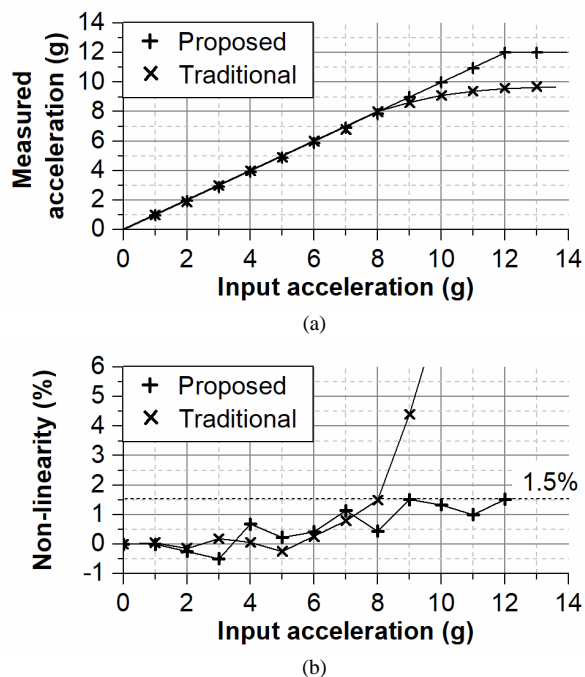 14
12
10
8
6
4
2
0
Measured
acceleration (g)
Proposed
Traditional
0 2 4 6 8 10 12 14
Input acceleration (g)
(a)
6
5
4
3
2
1
0
-1
Non-linearity (%)
Proposed
Traditional
1.5%
0 2 4 6 8 10 12 14
Input acceleration (g)
(b)